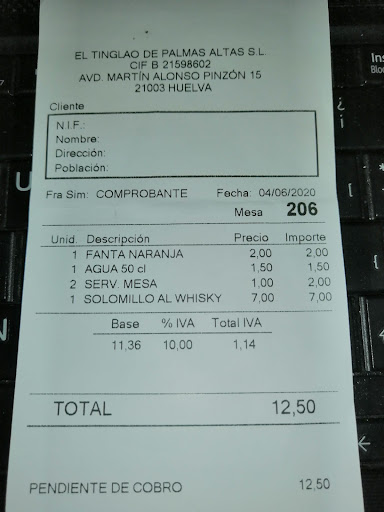 EL TINGLAO DE PALMAS ALTAS S.L.
CIF B 21598602
AVD. MARTÍN ALONSO PINZÓN 15
21003 HUELVA
Cliente
N.I.F.:
Nombre:
Dirección:
Población:
Fra Sim: COMPROBANTE Fecha: 04/06/2020
Mesa 206
Unid. Descripción Precio Importe
1 FANTA NARANJA 2,00 2,00
1 AGUA 50 cl 1,50 1,50
2 SERV. MESA 1,00 2,00
1 SOLOMILLO AL WHISKY 7,00 7,00
Base % IVA Total IVA
11,36 10,00 1,14
TOTAL 12,50
PENDIENTE DE COBRO 12,50